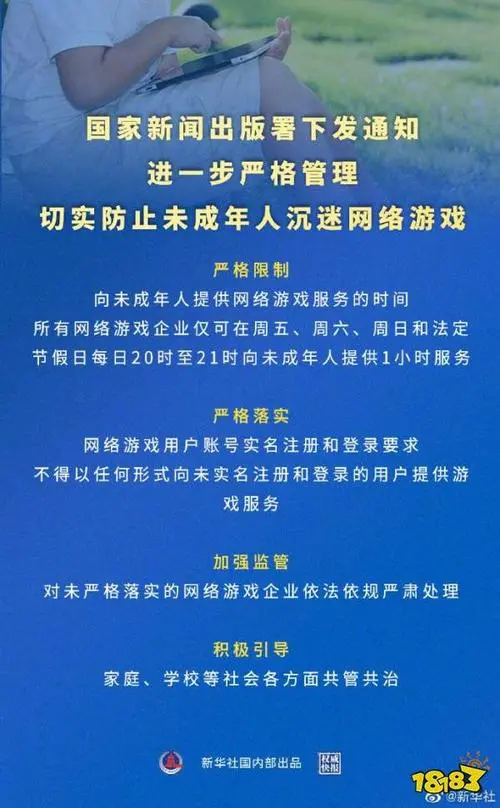 国家新闻出版署下发通知
进一步严格管理
切实防止未成年人沉迷网络游戏
严格限制
向未成年人提供网络游戏服务的时间
所有网络游戏企业仅可在周五、周六、周日和法定
节假日每日20时至21时向未成年人提供1小时服务
严格落实
网络游戏用户账号实名注册和登录要求
不得以任何形式向未实名注册和登录的用户提供游
戏服务
加强监管
对未严格落实的网络游戏企业依法依规严肃处理
积极引导
家庭、学校等社会各方面共管共治
新华社国内部出品
权威
快报
18183
@新华社